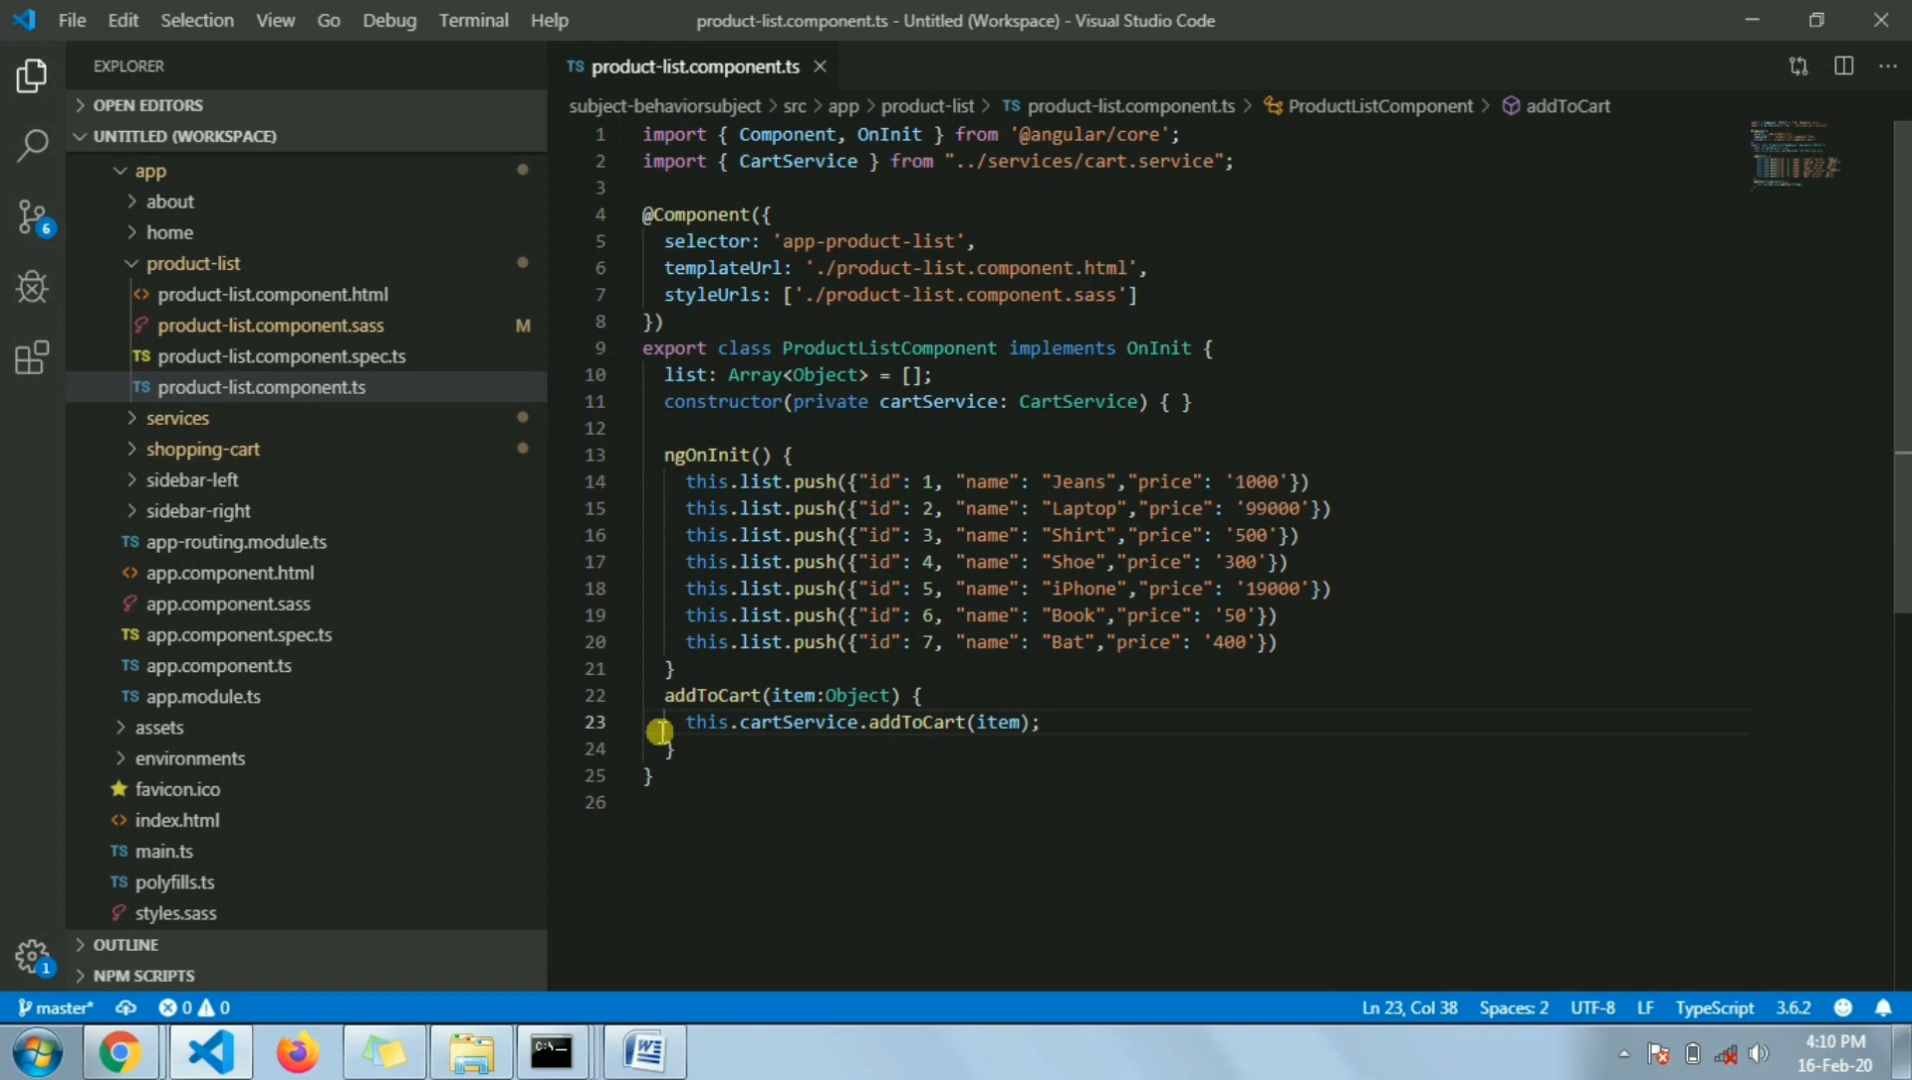 File Edit Selection View Go Debug Terminal Help
product-list.component.ts - Untitled (Workspace) - Visual Studio Code
EXPLORER
OPEN EDITORS
UNTITLED (WORKSPACE)
app
about
home
product-list
product-list.component.html
product-list.component.sass M
TS product-list.component.spec.ts
TS product-list.component.ts
services
shopping-cart
sidebar-left
sidebar-right
TS app-routing.module.ts
app.component.html
app.component.sass
TS app.component.spec.ts
TS app.component.ts
TS app.module.ts
assets
environments
favicon.ico
index.html
TS main.ts
TS polyfills.ts
styles.sass
OUTLINE
NPM SCRIPTS
6
1
TS product-list.component.ts
subject-behaviorsubject > src > app > product-list > TS product-list.component.ts > ProductListComponent > addToCart
1 import { Component, OnInit } from '@angular/core';
2 import { CartService } from "../services/cart.service";
3
4 @Component({
5 selector: 'app-product-list',
6 templateUrl: './product-list.component.html',
7 styleUrls: ['./product-list.component.sass']
8 })
9 export class ProductListComponent implements OnInit {
10 list: Array<Object> = [];
11 constructor(private cartService: CartService) { }
12
13 ngOnInit() {
14 this.list.push({"id": 1, "name": "Jeans","price": '1000'})
15 this.list.push({"id": 2, "name": "Laptop","price": '99000'})
16 this.list.push({"id": 3, "name": "Shirt","price": '500'})
17 this.list.push({"id": 4, "name": "Shoe","price": '300'})
18 this.list.push({"id": 5, "name": "iPhone","price": '19000'})
19 this.list.push({"id": 6, "name": "Book","price": '50'})
20 this.list.push({"id": 7, "name": "Bat","price": '400'})
21 }
22 addToCart(item:Object) {
23 this.cartService.addToCart(item);
24 }
25 }
26
master* 0 0 Ln 23, Col 38 Spaces: 2 UTF-8 LF TypeScript 3.6.2
C:\
W
4:10 PM
16-Feb-20